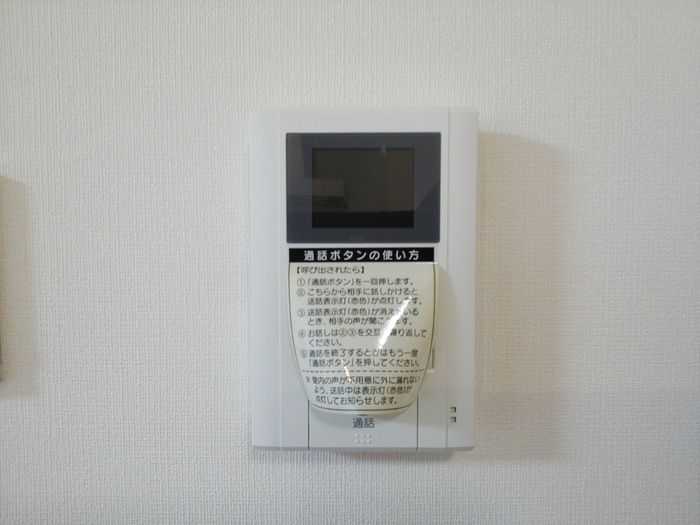 通話ボタンの使い方
【呼び出されたら】
①「通話ボタン」を一回押します。
②こちらから相手に話しかけると
送話表示灯(赤色)が点灯します。
③送話表示灯(赤色)が消えている
とき、相手の声が聞こえます。
④お話しは②③を交互に繰り返して
ください。
⑤通話を終了するときはもう一度
「通話ボタン」を押してください。
※室内の声が不用意に外に漏れない
よう、送話中は表示灯(赤色)が
点灯してお知らせします。
通話